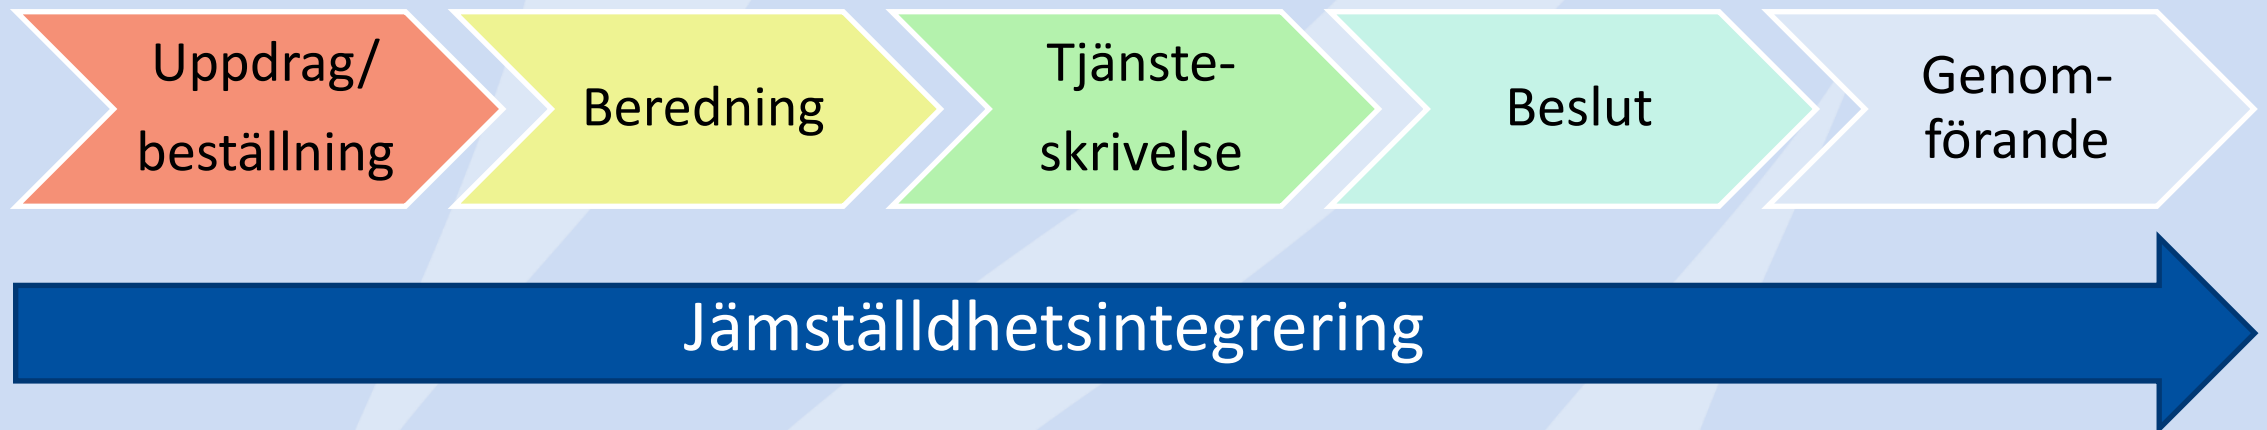 Uppdrag/
beställning
Beredning
Tjänste-
skrivelse
Beslut
Genom-
förande
Jämställdhetsintegrering